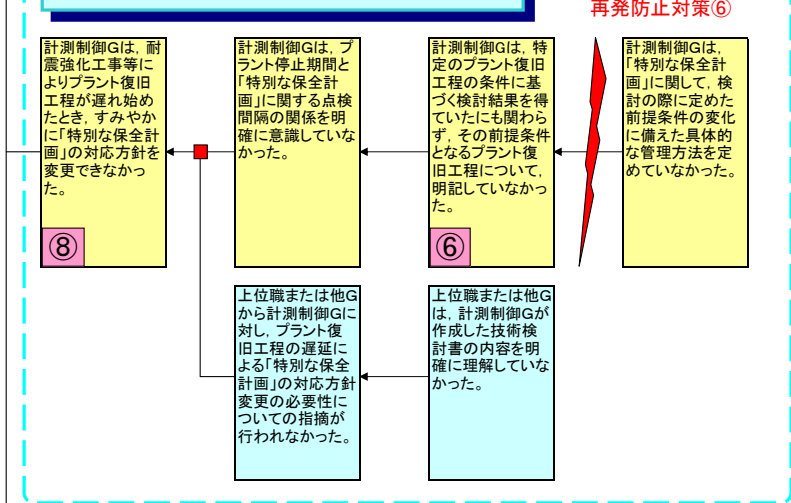 再発防止対策⑥
計測制御Gは，耐
震強化工事等に
よりプラント復旧
工程が遅れ始め
たとき，すみやか
に「特別な保全計
画」の対応方針を
変更できなかっ
た。
⑧
計測制御Gは，プ
ラント停止期間と
「特別な保全計
画」に関する点検
間隔の関係を明
確に意識していな
かった。
計測制御Gは，特
定のプラント復旧
工程の条件に基
づく検討結果を得
ていたにも関わら
ず，その前提条件
となるプラント復
旧工程について，
明記していなかっ
た。
⑥
計測制御Gは，
「特別な保全計
画」に関して，検
討の際に定めた
前提条件の変化
に備えた具体的
な管理方法を定
めていなかった。
上位職または他G
から計測制御Gに
対し，プラント復
旧工程の遅延に
よる「特別な保全
計画」の対応方針
変更の必要性に
ついての指摘が
行われなかった。
上位職または他G
は，計測制御Gが
作成した技術検
討書の内容を明
確に理解していな
かった。